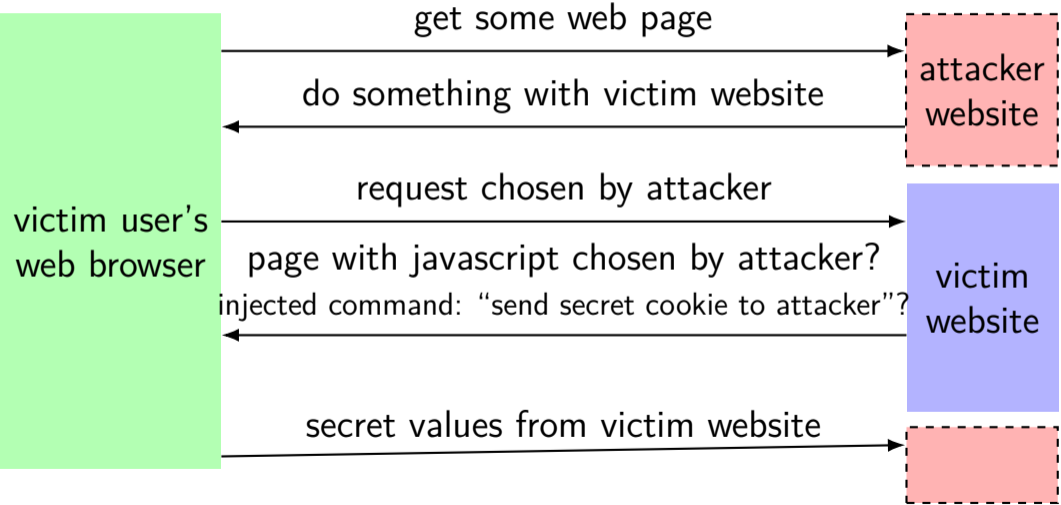 get some web page
attacker
website
do something with victim website
request chosen by attacker
victim user's
web browser
page with javascript chosen by attacker?
injected command: “send secret cookie to attacker”?
victim
website
secret values from victim website